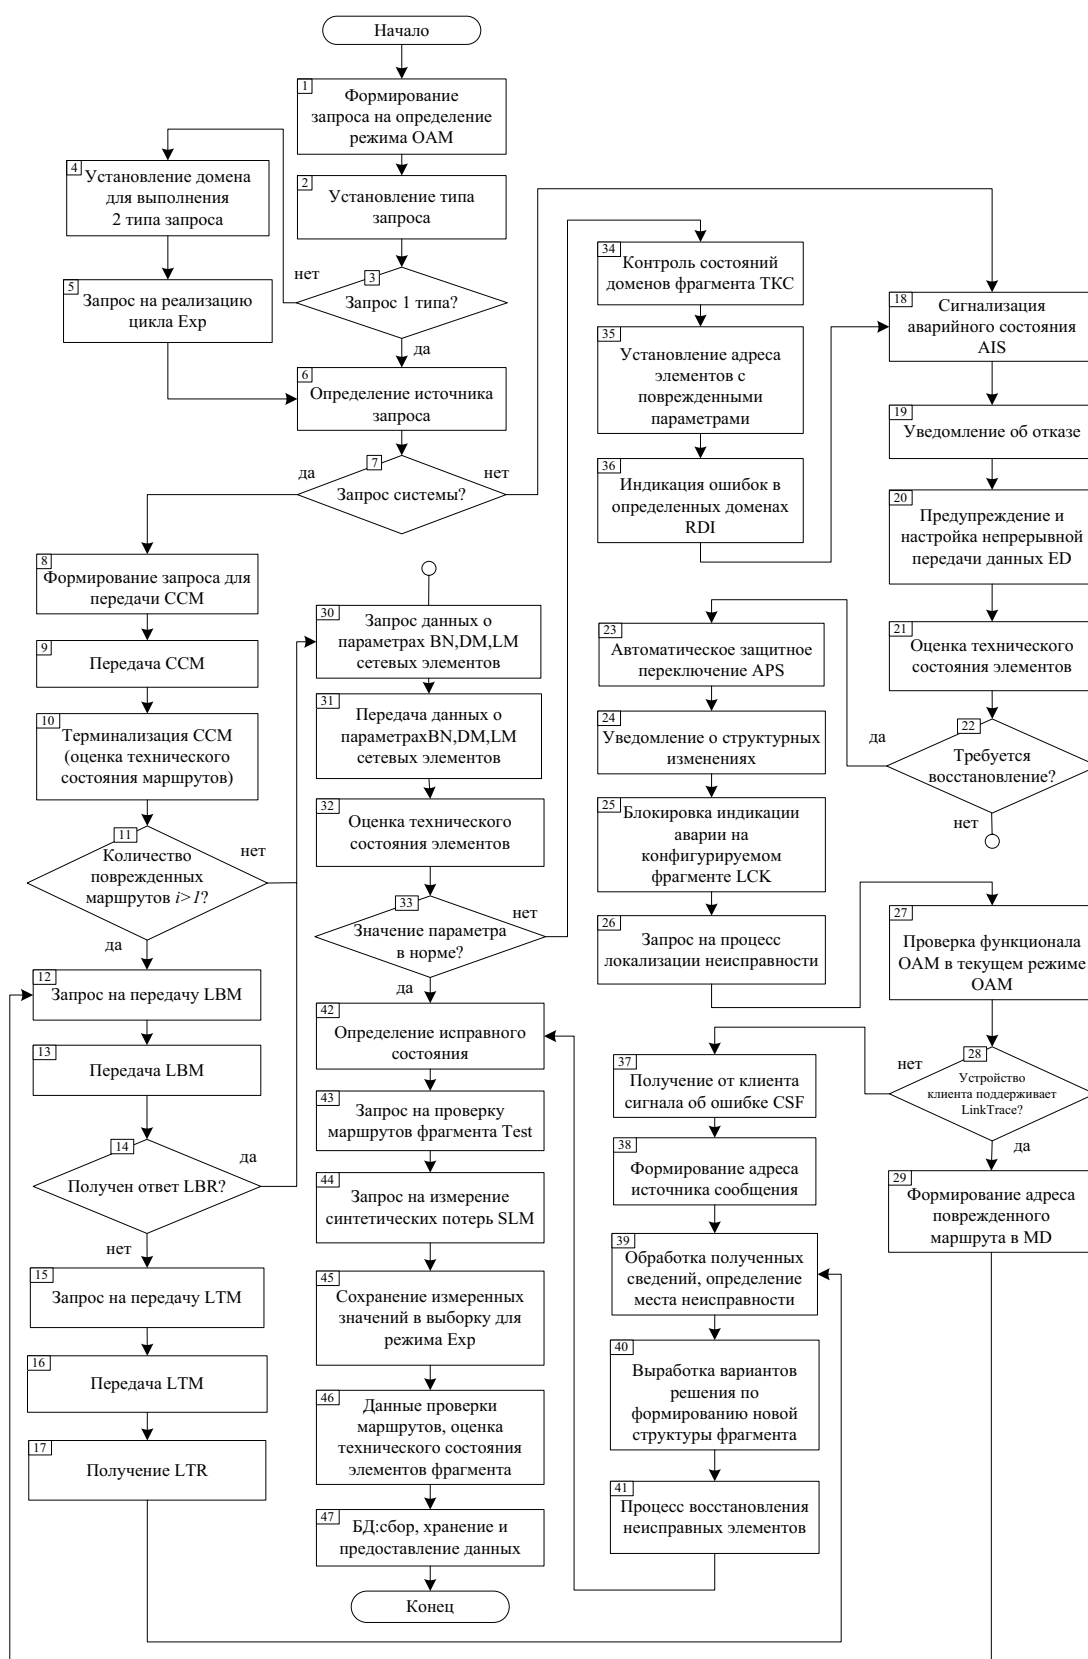 Начало
1
Формирование
запроса на определение
режима OAM
2
Установление типа
запроса
3
Запрос 1 типа?
нет
да
4
Установление домена
для выполнения
2 типа запроса
5
Запрос на реализацию
цикла Exp
6
Определение источника
запроса
7
Запрос системы?
да
нет
8
Формирование запроса для
передачи CCM
9
Передача CCM
10
Терминализация CCM
(оценка технического
состояния маршрутов)
11
Количество
поврежденных
маршрутов i>1?
нет
да
12
Запрос на передачу LBM
13
Передача LBM
14
Получен ответ LBR?
да
нет
15
Запрос на передачу LTM
16
Передача LTM
17
Получение LTR
30
Запрос данных о
параметрах BN,DM,LM
сетевых элементов
31
Передача данных о
параметрахBN,DM,LM
сетевых элементов
32
Оценка технического
состояния элементов
33
Значение параметра
в норме?
нет
да
42
Определение исправного
состояния
43
Запрос на проверку
маршрутов фрагмента Test
44
Запрос на измерение
синтетических потерь SLM
45
Сохранение измеренных
значений в выборку для
режима Exp
46
Данные проверки
маршрутов, оценка
технического состояния
элементов фрагмента
47
БД:сбор, хранение и
предоставление данных
Конец
34
Контроль состояний
доменов фрагмента ТКС
35
Установление адреса
элементов с
поврежденными
параметрами
36
Индикация ошибок в
определенных доменах
RDI
23
Автоматическое защитное
переключение APS
24
Уведомление о структурных
изменениях
25
Блокировка индикации
аварии на
конфигурируемом
фрагменте LCK
26
Запрос на процесс
локализации неисправности
37
Получение от клиента
сигнала об ошибке CSF
38
Формирование адреса
источника сообщения
39
Обработка полученных
сведений, определение
места неисправности
40
Выработка вариантов
решения по
формированию новой
структуры фрагмента
41
Процесс восстановления
неисправных элементов
18
Сигнализация
аварийного состояния
AIS
19
Уведомление об отказе
20
Предупреждение и
настройка непрерывной
передачи данных ED
21
Оценка технического
состояния элементов
22
Требуется
восстановление?
да
нет
27
Проверка функционала
OAM в текущем режиме
OAM
28
Устройство
клиента поддерживает
LinkTrace?
нет
да
29
Формирование адреса
поврежденного
маршрута в MD